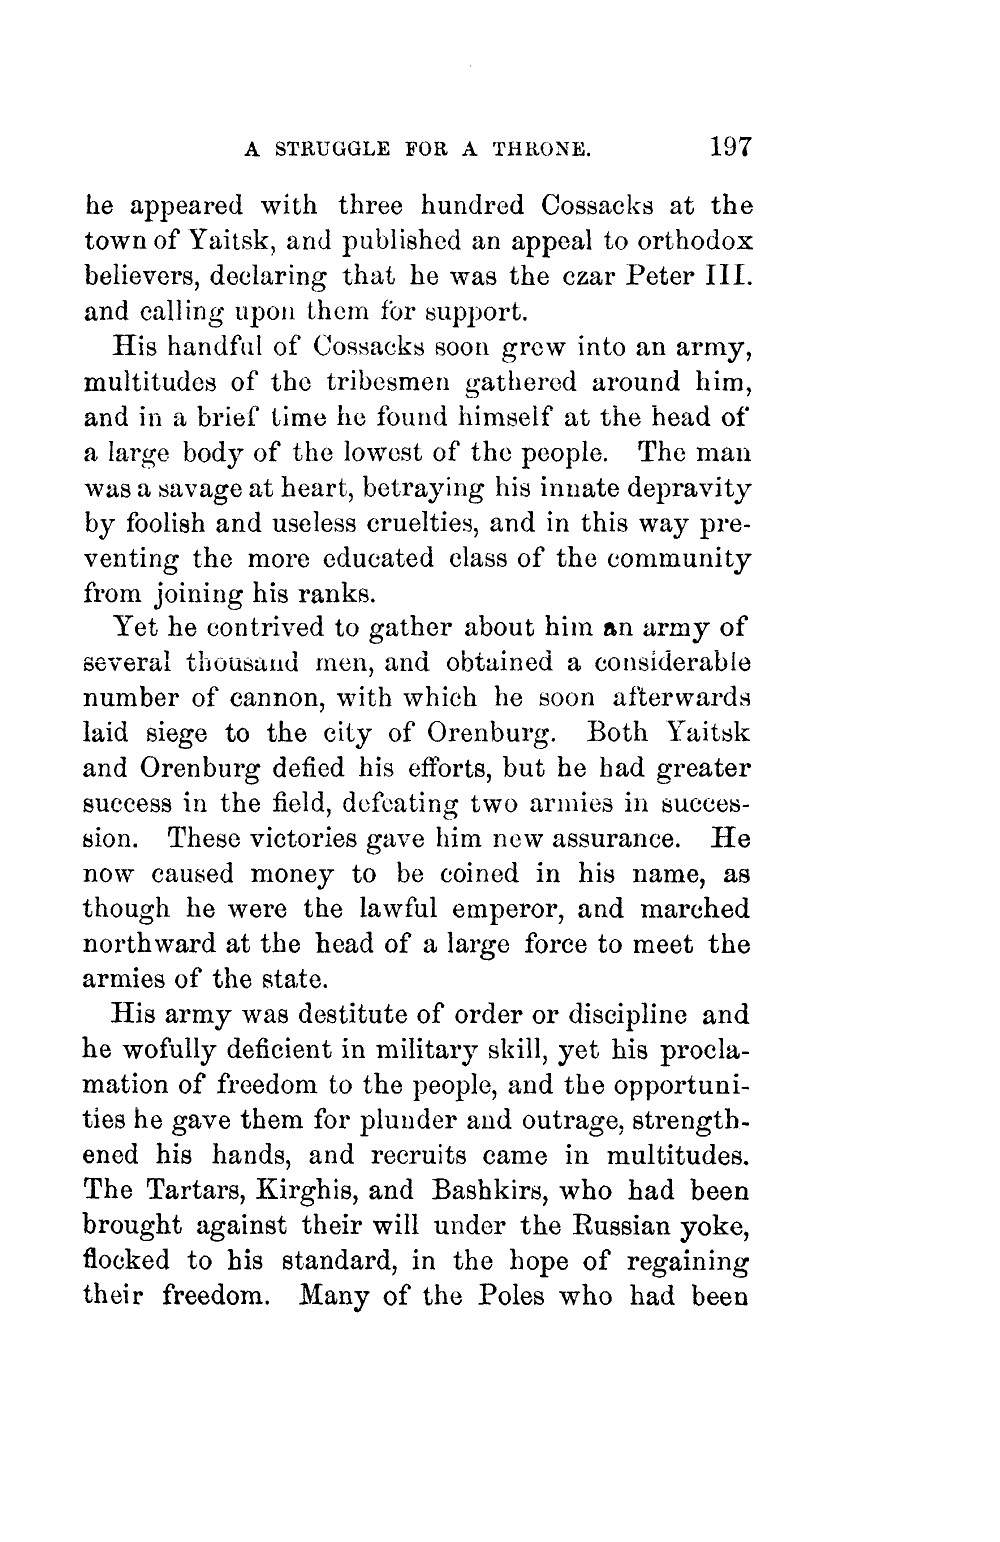 A STRUGGLE FOR A THRONE. 197
he appeared with three hundred Cossacks at the
town of Yaitsk, and published an appeal to orthodox
believers, declaring that he was the czar Peter III.
and calling upon them for support.
His handful of Cossacks soon grew into an army,
multitudes of the tribesmen gathered around him,
and in a brief time he found himself at the head of
a large body of the lowest of the people. The man
was a savage at heart, betraying his innate depravity
by foolish and useless cruelties, and in this way pre-
venting the more educated class of the community
from joining his ranks.
Yet he contrived to gather about him an army of
several thousand men, and obtained a considerable
number of cannon, with which he soon afterwards
laid siege to the city of Orenburg. Both Yaitsk
and Orenburg defied his efforts, but he had greater
success in the field, defeating two armies in succes-
sion. These victories gave him new assurance. He
now caused money to be coined in his name, as
though he were the lawful emperor, and marched
northward at the head of a large force to meet the
armies of the state.
His army was destitute of order or discipline and
he wofully deficient in military skill, yet his procla-
mation of freedom to the people, and the opportuni-
ties he gave them for plunder and outrage, strength-
ened his hands, and recruits came in multitudes.
The Tartars, Kirghis, and Bashkirs, who had been
brought against their will under the Russian yoke,
flocked to his standard, in the hope of regaining
their freedom. Many of the Poles who had been